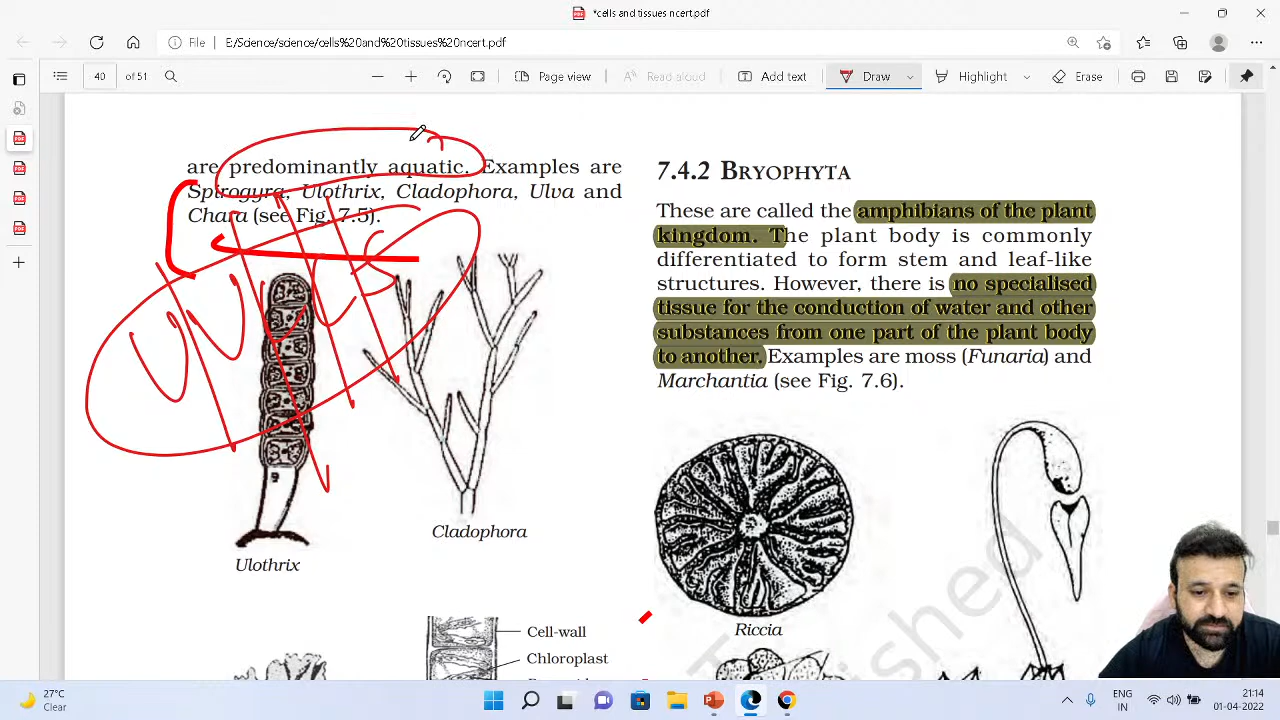 *cells and tissues ncert.pdf
File
E:/Science/science/cells%20and%20tissues%20ncert.pdf
40
Page view
Read aloud
Add text
Draw
Highlight
Erase
are predominantly aquatic. Examples are
Spirogyra, Ulothrix, Cladophora, Ulva and
Chara (see Fig. 7.5).
Ulothrix
Cladophora
Cell-wall
Chloroplast
7.4.2 BRYOPHYTA
These are called the amphibians of the plant
kingdom. The plant body is commonly
differentiated to form stem and leaf-like
structures. However, there is no specialised
tissue for the conduction of water and other
substances from one part of the plant body
to another. Examples are moss (Funaria) and
Marchantia (see Fig. 7.6).
Riccia
27°C
Clear
ENG
IN
21:14
01-04-2022